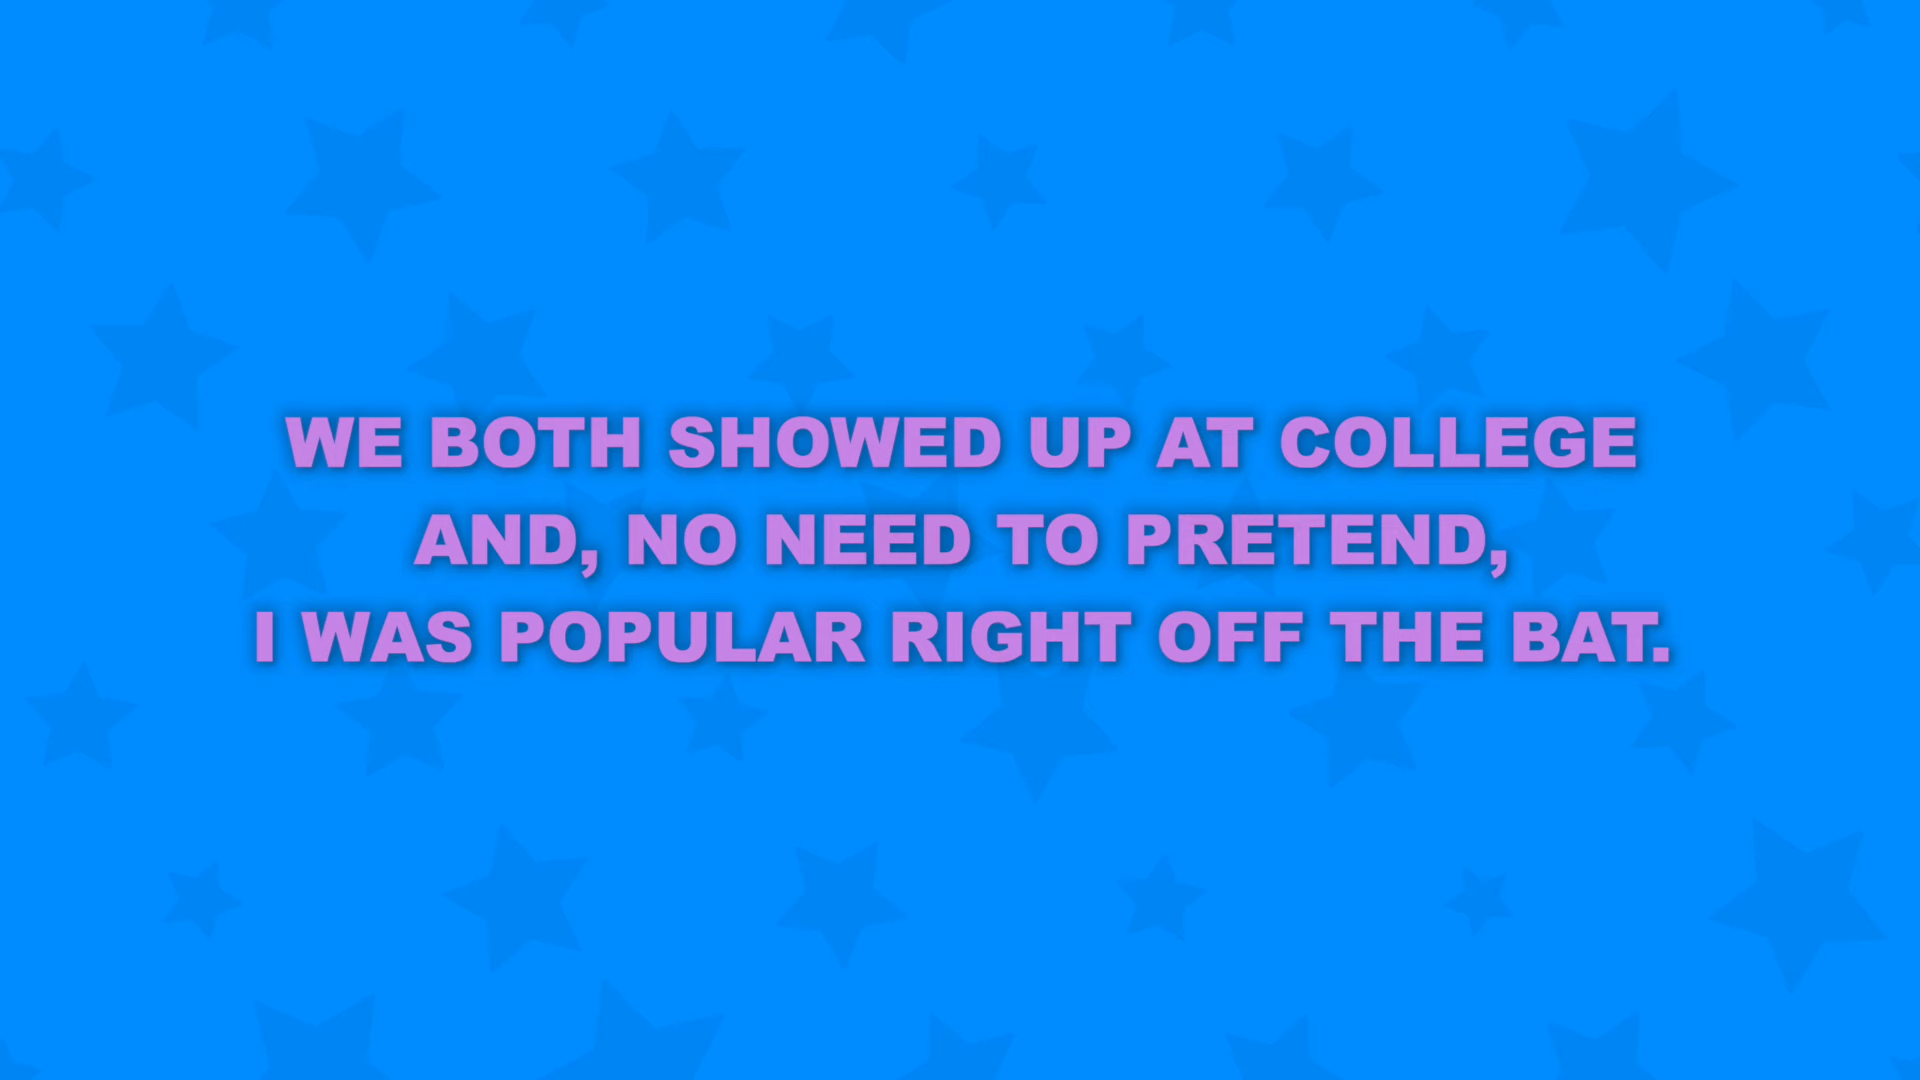 WE BOTH SHOWED UP AT COLLEGE
AND, NO NEED TO PRETEND,
I WAS POPULAR RIGHT OFF THE BAT.